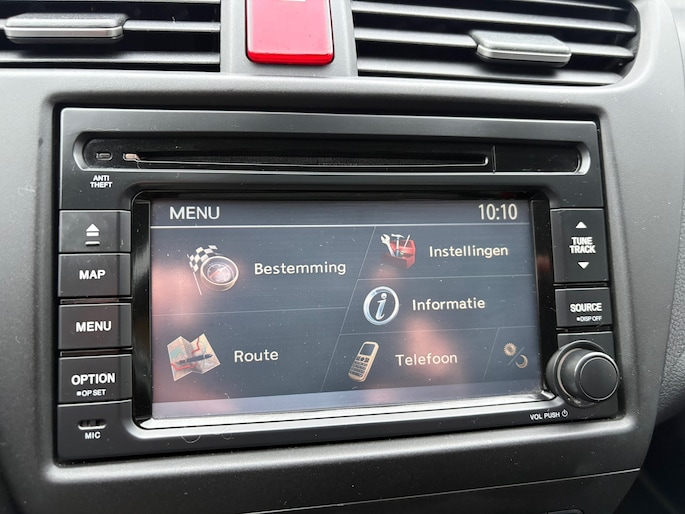 ANTI
THEFT
MENU
10:10
MAP
MENU
OPTION
OP SET
MIC
Bestemming
Instellingen
Informatie
Route
Telefoon
TUNE
TRACK
SOURCE
DISP OFF
VOL PUSH